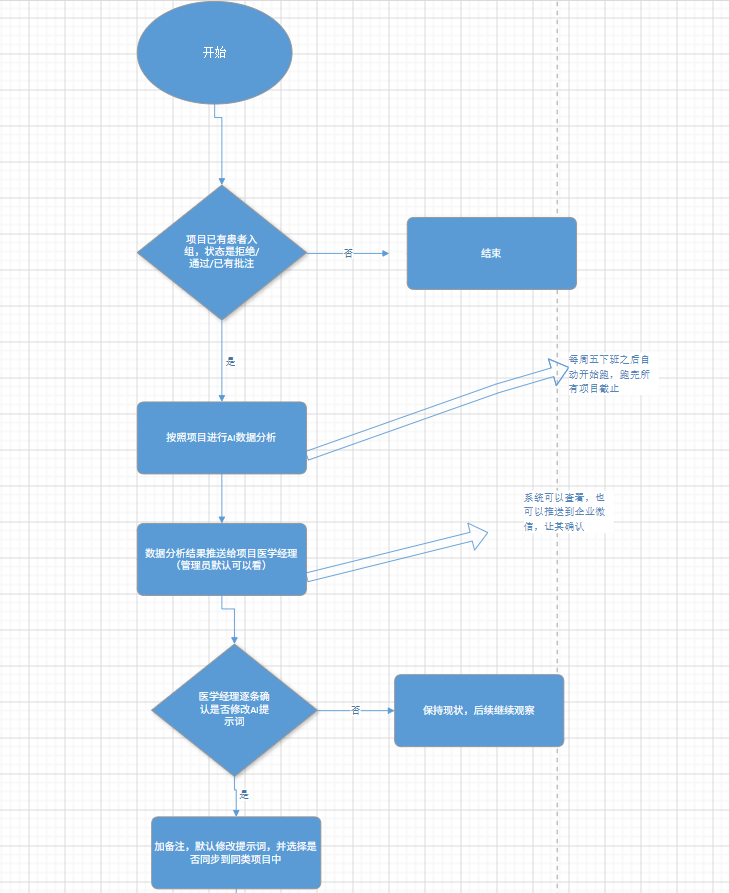 开始
项目已有患者入
组，状态是拒绝/
通过/已有批注
否
结束
是
每周五下班之后自
动开始跑，跑完所
有项目截止
按照项目进行AI数据分析
系统可以查看，也
可以推送到企业微
信，让其确认
数据分析结果推送给项目医学经理
（管理员默认可以看）
医学经理逐条确
认是否修改AI提
示词
否
保持现状，后续继续观察
是
加备注，默认修改提示词，并选择是
否同步到同类项目中